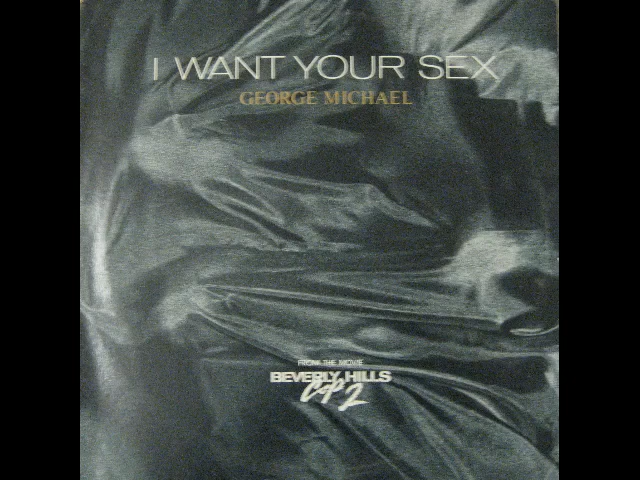 I WANT YOUR SEX
GEORGE MICHAEL
FROM THE MOVIE
BEVERLY HILLS
COP 2